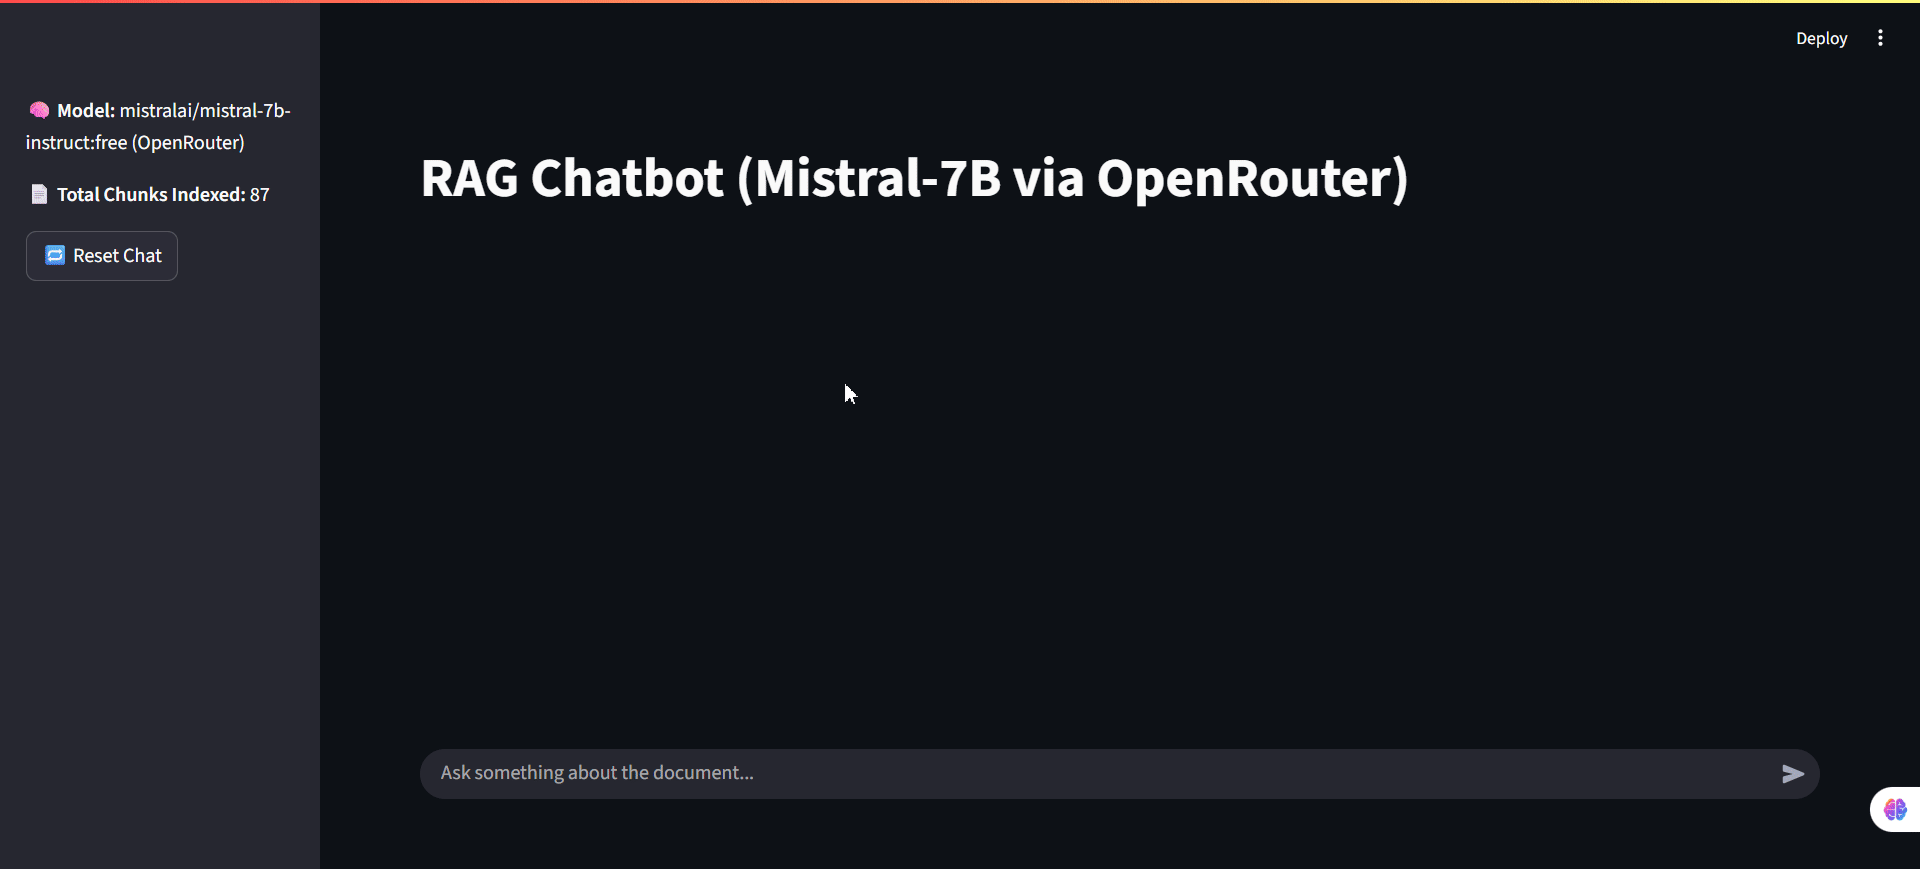 Deploy
🧠 Model: mistralai/mistral-7b-
instruct:free (OpenRouter)
📄 Total Chunks Indexed: 87
🔁 Reset Chat
RAG Chatbot (Mistral-7B via OpenRouter)
Ask something about the document...